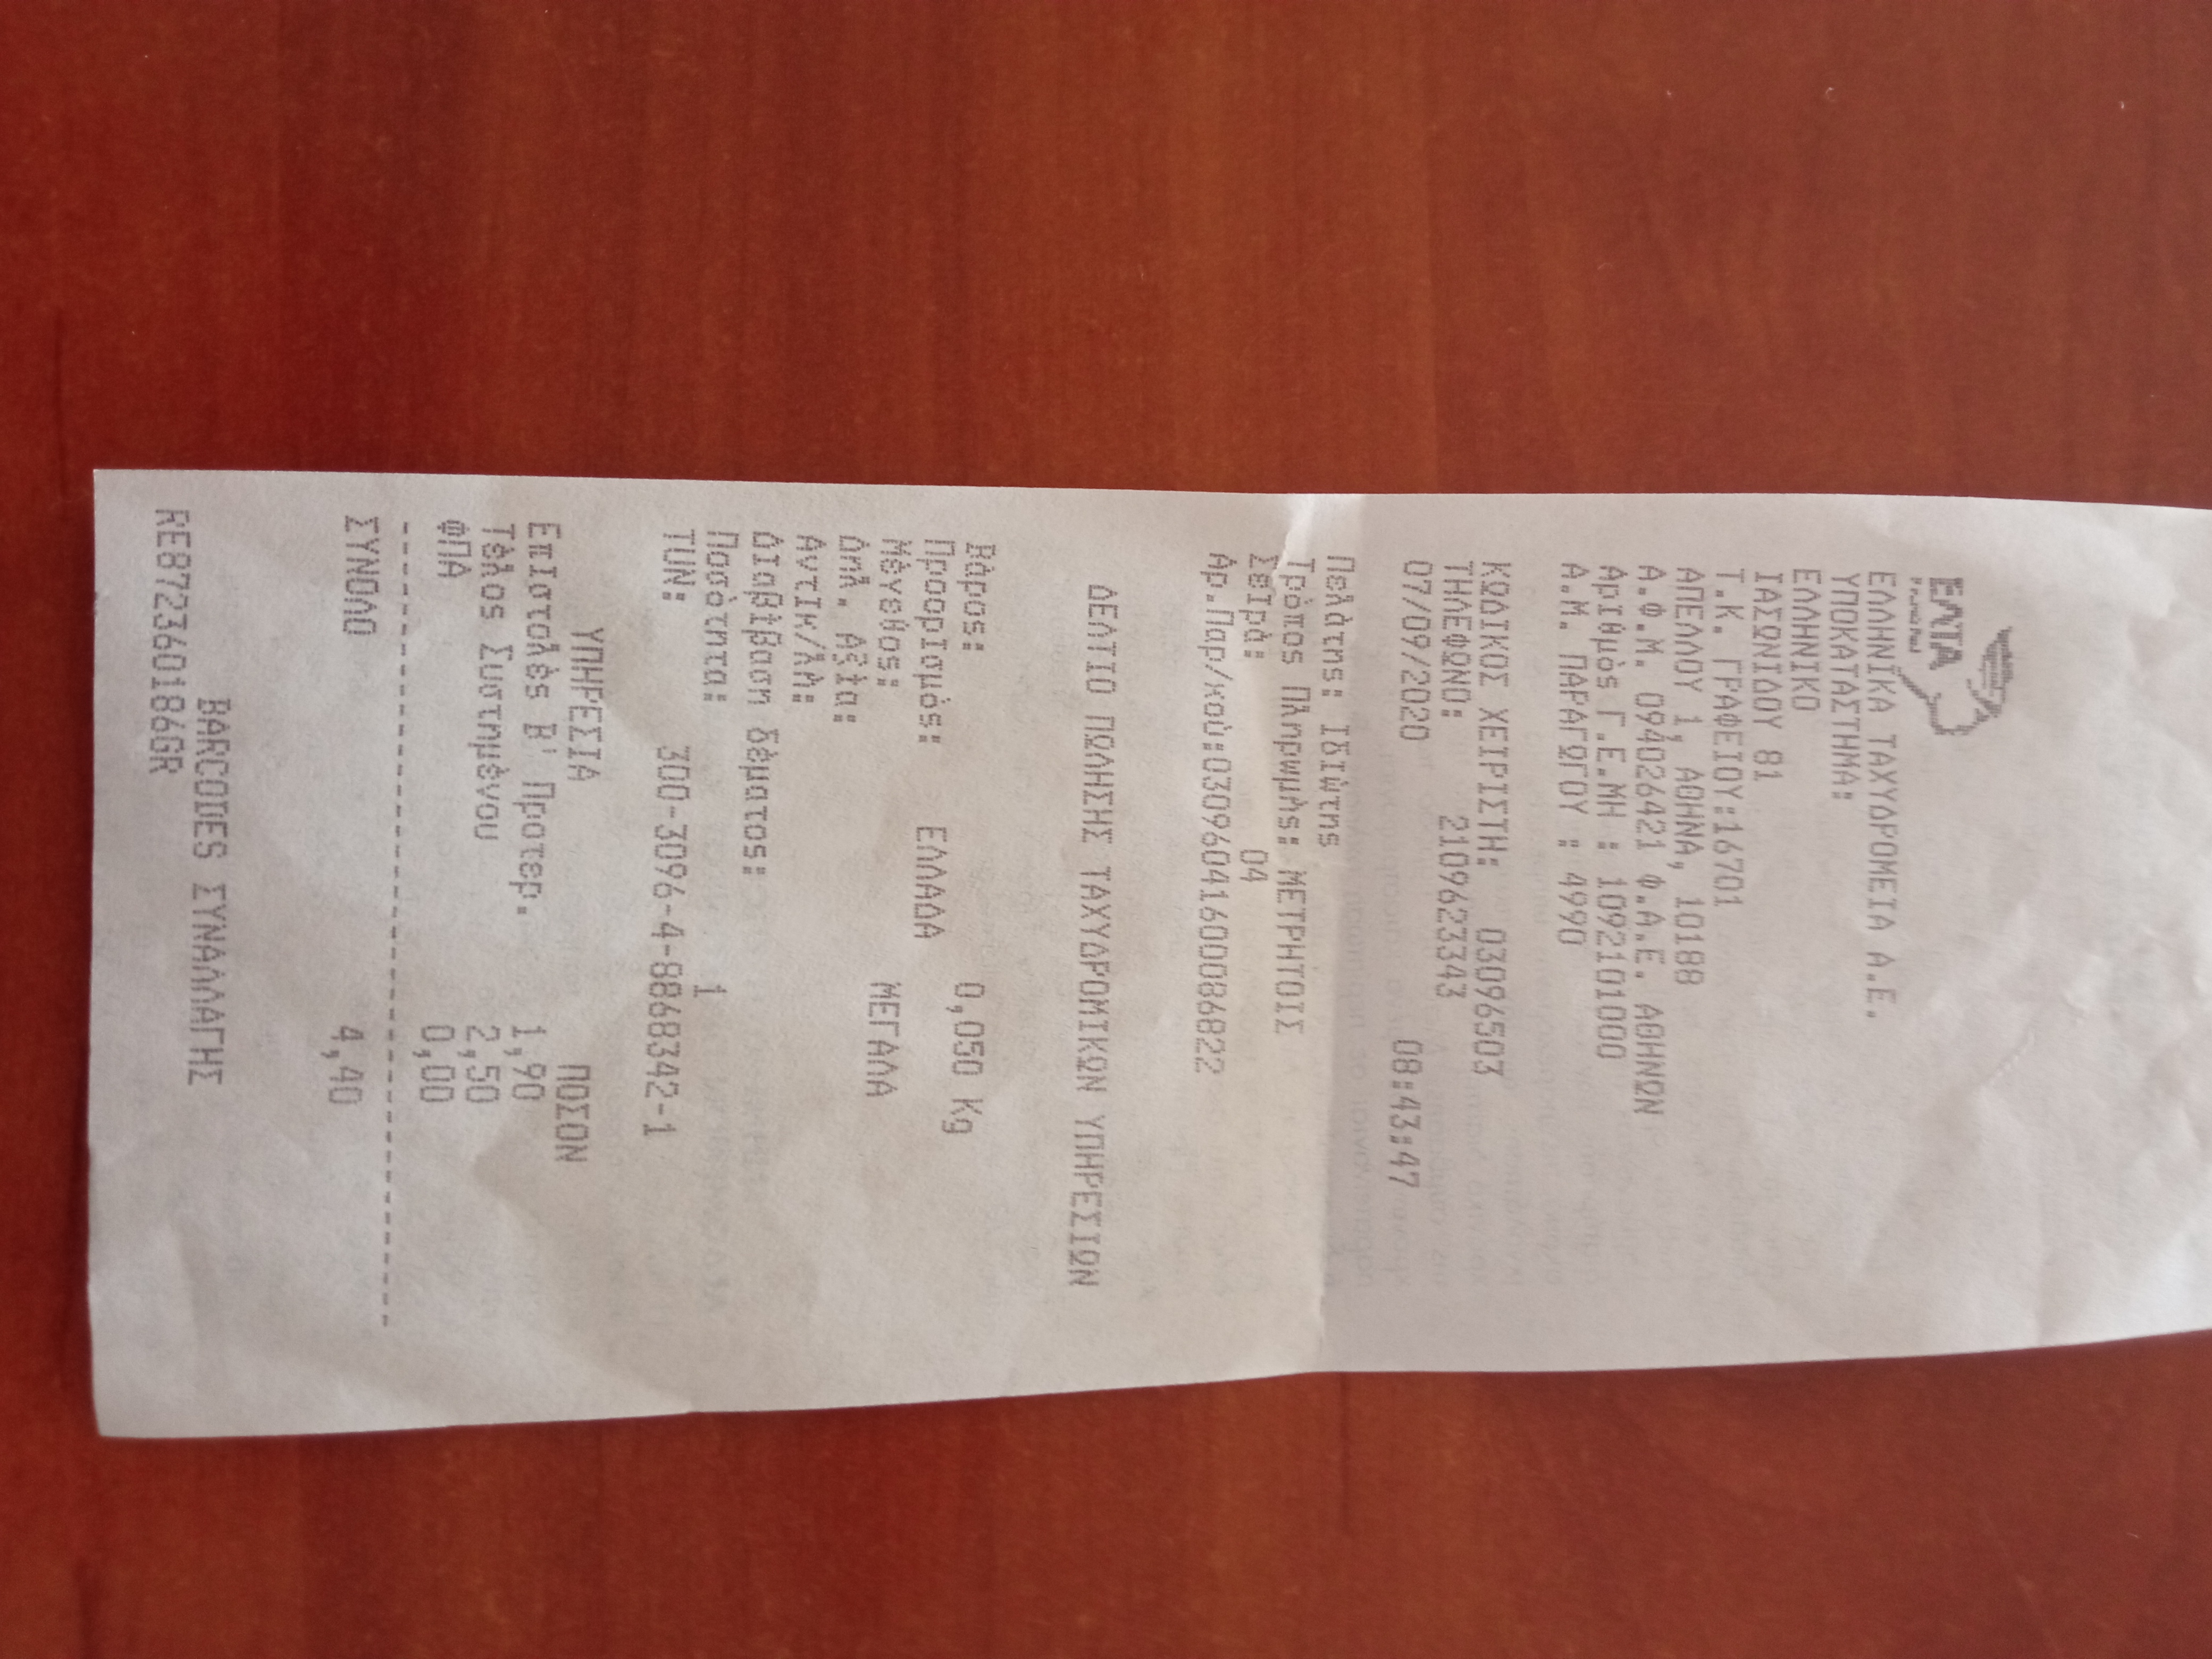 ΕΛΤΑ
ΕΛΛΗΝΙΚΑ ΤΑΧΥΔΡΟΜΕΙΑ Α.Ε.
ΥΠΟΚΑΤΑΣΤΗΜΑ:
ΕΛΛΗΝΙΚΟ
ΙΑΣΩΝΙΔΟΥ 81
Τ.Κ. ΓΡΑΦΕΙΟΥ:16701
ΑΠΕΛΛΟΥ 1, ΑΘΗΝΑ, 10188
Α.Φ.Μ. 094026421 Φ.Α.Ε. ΑΘΗΝΩΝ
Αριθμός Γ.Ε.ΜΗ : 1092101000
Α.Μ. ΠΑΡΑΓΩΓΟΥ : 4990
ΚΩΔΙΚΟΣ ΧΕΙΡΙΣΤΗ: 03096503
ΤΗΛΕΦΩΝΟ: 2109623343
07/09/2020 08:43:47
Πελάτης: Ιδιώτης
Τρόπος Πληρωμής: ΜΕΤΡΗΤΟΙΣ
Σειρά: 04
Αρ.Παρ/κού:0309604160008​6822
ΔΕΛΤΙΟ ΠΩΛΗΣΗΣ ΤΑΧΥΔΡΟΜΙΚΩΝ ΥΠΗΡΕΣΙΩΝ
Βάρος: 0,050 Kg
Προορισμός: ΕΛΛΑΔΑ
Μέγεθος: ΜΕΓΑΛΑ
Δηλ. Αξία:
Αντικ/λή:
Διαβίβαση δέματος:
Ποσότητα: 1
TUN: 300-3096-4-8868342-1
ΥΠΗΡΕΣΙΑ ΠΟΣΟΝ
Επιστολές Β' Προτερ. 1,90
Τέλος Συστημένου 2,50
ΦΠΑ 0,00
ΣΥΝΟΛΟ 4,40
BARCODES ΣΥΝΑΛΛΑΓΗΣ
RE872360186GR